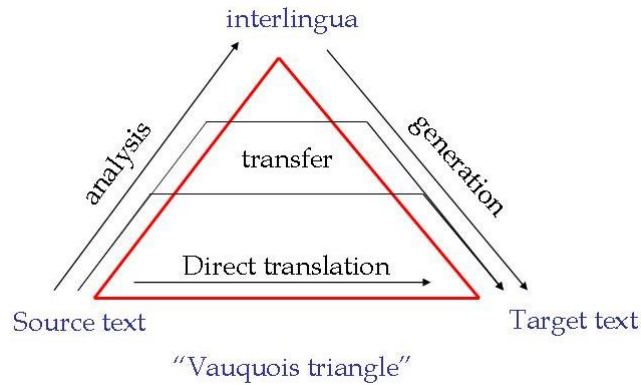 interlingua
analysis
generation
transfer
Direct translation
Source text
Target text
“Vauquois triangle”